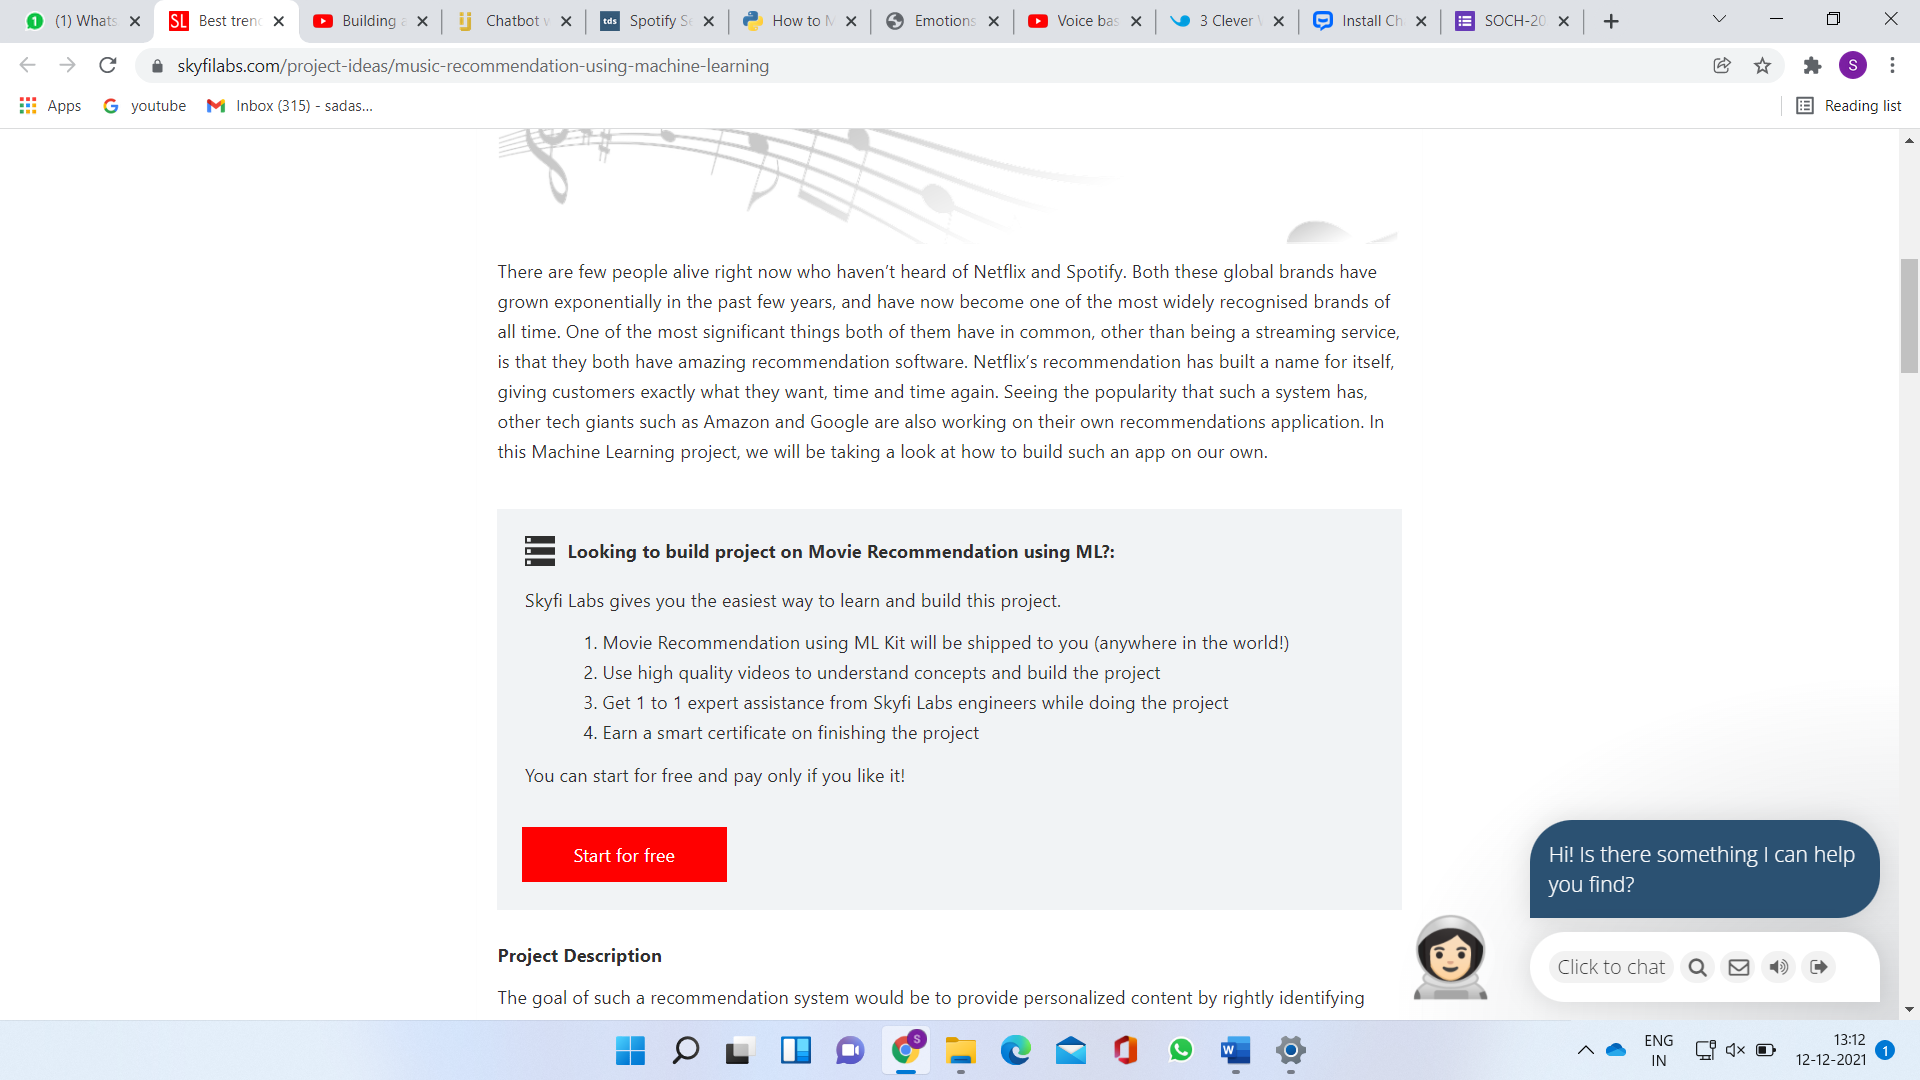 (1) Whats
SL
Best tren
Building
Chatbot
tds
Spotify Se
How to M
Emotions
Voice bas
3 Clever
Install Ch
SOCH-20
skyfilabs.com/project-ideas/music-recommendation-using-machine-learning
S
Apps
youtube
Inbox (315) - sadas...
Reading list
There are few people alive right now who haven’t heard of Netflix and Spotify. Both these global brands have
grown exponentially in the past few years, and have now become one of the most widely recognised brands of
all time. One of the most significant things both of them have in common, other than being a streaming service,
is that they both have amazing recommendation software. Netflix’s recommendation has built a name for itself,
giving customers exactly what they want, time and time again. Seeing the popularity that such a system has,
other tech giants such as Amazon and Google are also working on their own recommendations application. In
this Machine Learning project, we will be taking a look at how to build such an app on our own.
Looking to build project on Movie Recommendation using ML?:
Skyfi Labs gives you the easiest way to learn and build this project.
1. Movie Recommendation using ML Kit will be shipped to you (anywhere in the world!)
2. Use high quality videos to understand concepts and build the project
3. Get 1 to 1 expert assistance from Skyfi Labs engineers while doing the project
4. Earn a smart certificate on finishing the project
You can start for free and pay only if you like it!
Start for free
Hi! Is there something I can help
you find?
Click to chat
Project Description
The goal of such a recommendation system would be to provide personalized content by rightly identifying
S
W
ENG
IN
13:12
12-12-2021
1